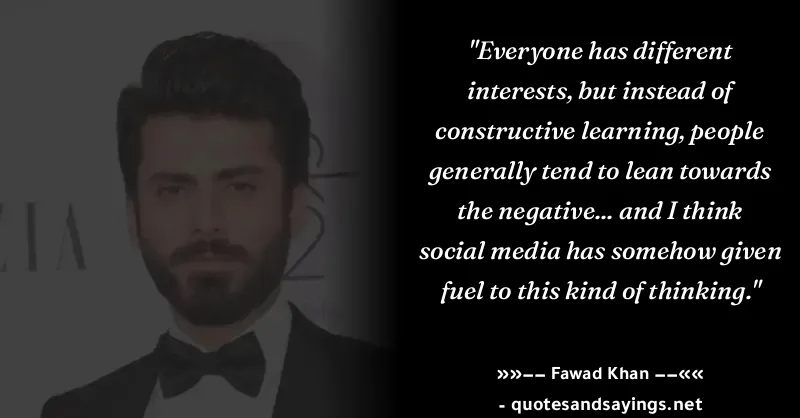 "Everyone has different
interests, but instead of
constructive learning, people
generally tend to lean towards
the negative... and I think
social media has somehow given
fuel to this kind of thinking."
»»−− Fawad Khan −−««
- quotesandsayings.net
ZIA